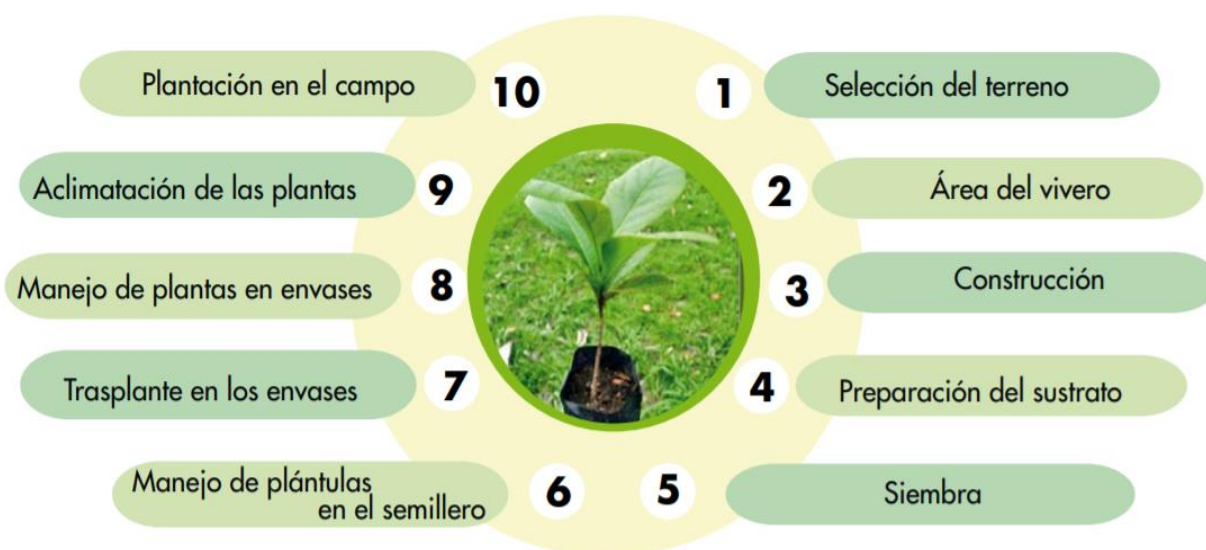 1 Selección del terreno
2 Área del vivero
3 Construcción
4 Preparación del sustrato
5 Siembra
6 Manejo de plántulas
en el semillero
7 Trasplante en los envases
8 Manejo de plantas en envases
9 Aclimatación de las plantas
10 Plantación en el campo